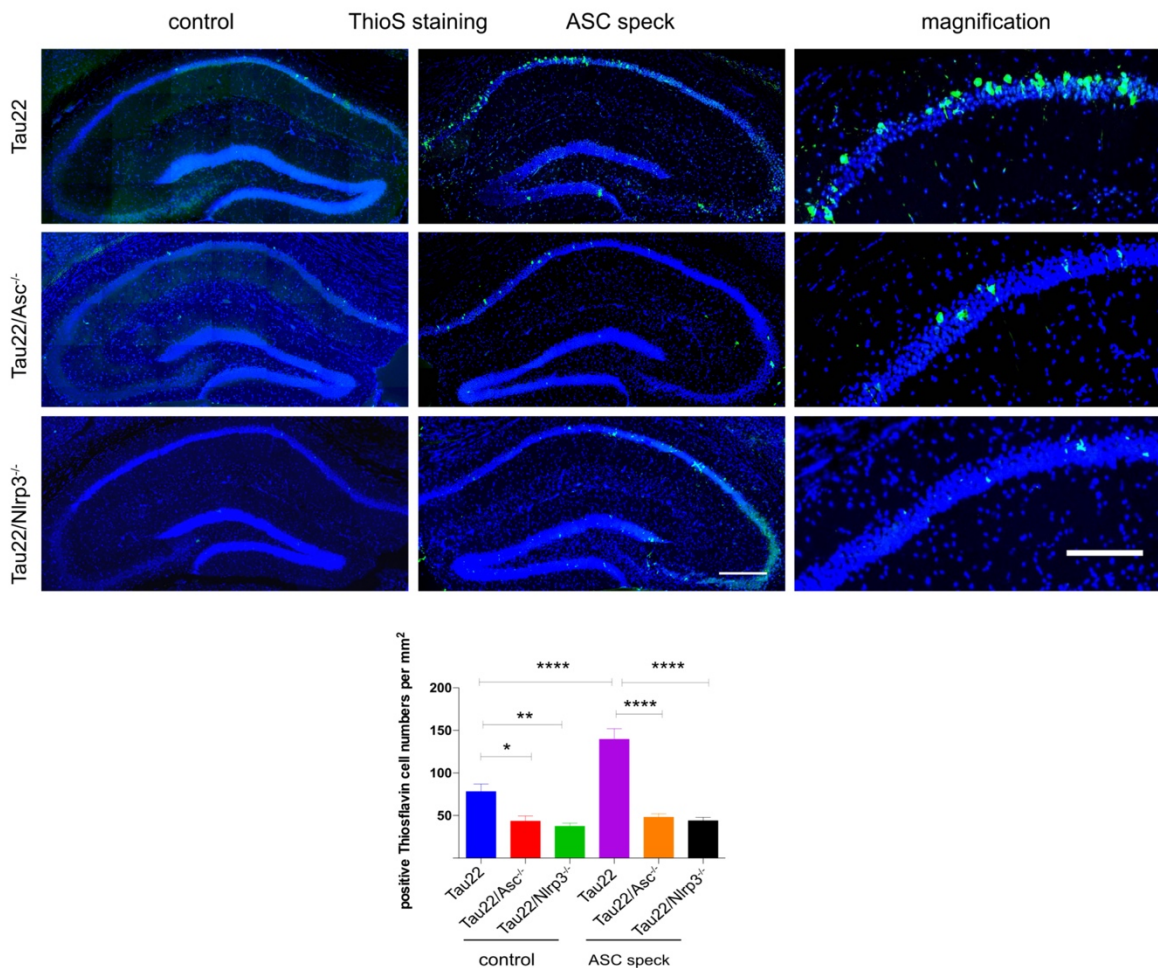 control ThioS staining ASC speck magnification
Tau22
Tau22/Asc⁻/⁻
Tau22/Nlrp3⁻/⁻
positive Thiosflavin cell numbers per mm²
200
150
100
50
****
****
**
****
*
Tau22
Tau22/Asc⁻/⁻
Tau22/Nlrp3⁻/⁻
Tau22
Tau22/Asc⁻/⁻
Tau22/Nlrp3⁻/⁻
control ASC speck